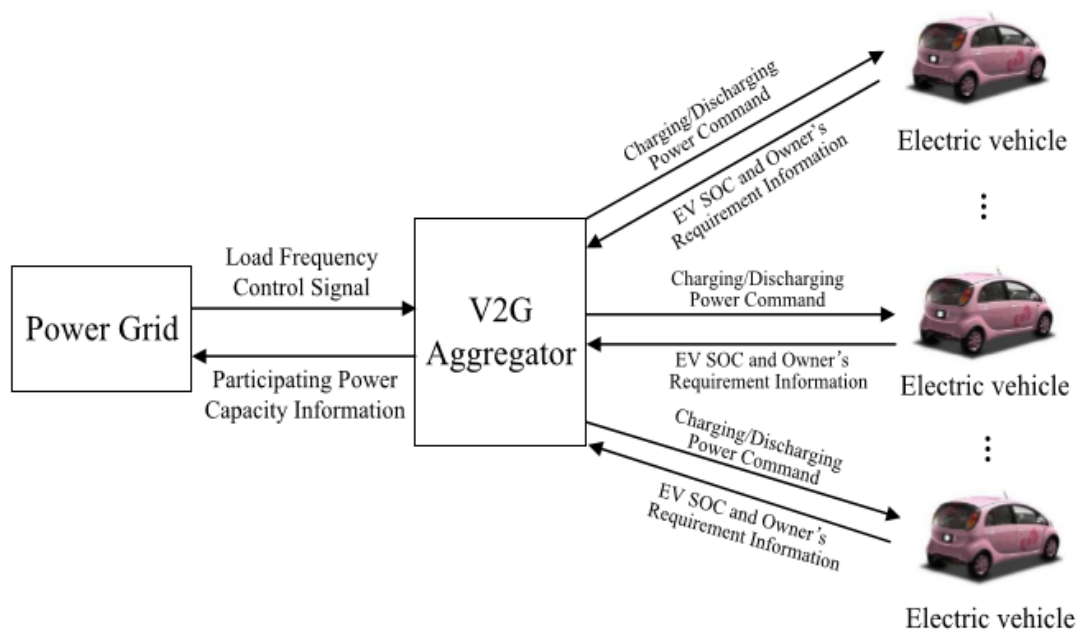 Charging/Discharging
Power Command
EV SOC and Owner's
Requirement Information
Electric vehicle
Load Frequency
Control Signal
Power Grid
V2G
Aggregator
Participating Power
Capacity Information
Charging/Discharging
Power Command
EV SOC and Owner's
Requirement Information
Electric vehicle
Charging/Discharging
Power Command
EV SOC and Owner's
Requirement Information
Electric vehicle